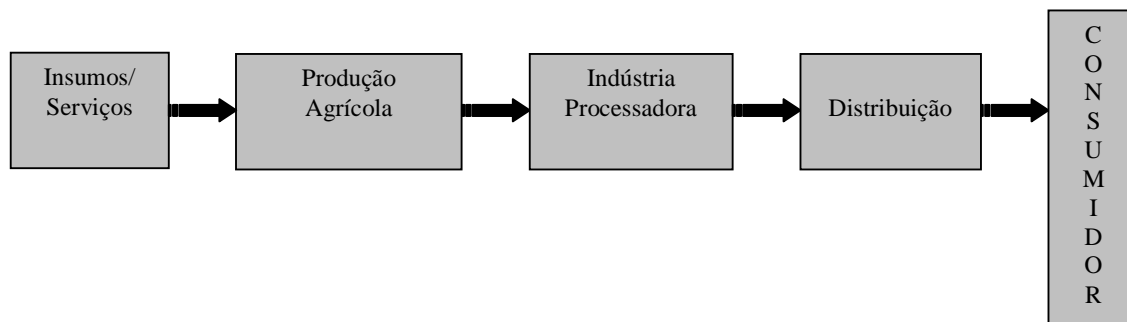 Insumos/
Serviços
Produção
Agrícola
Indústria
Processadora
Distribuição
C
O
N
S
U
M
I
D
O
R